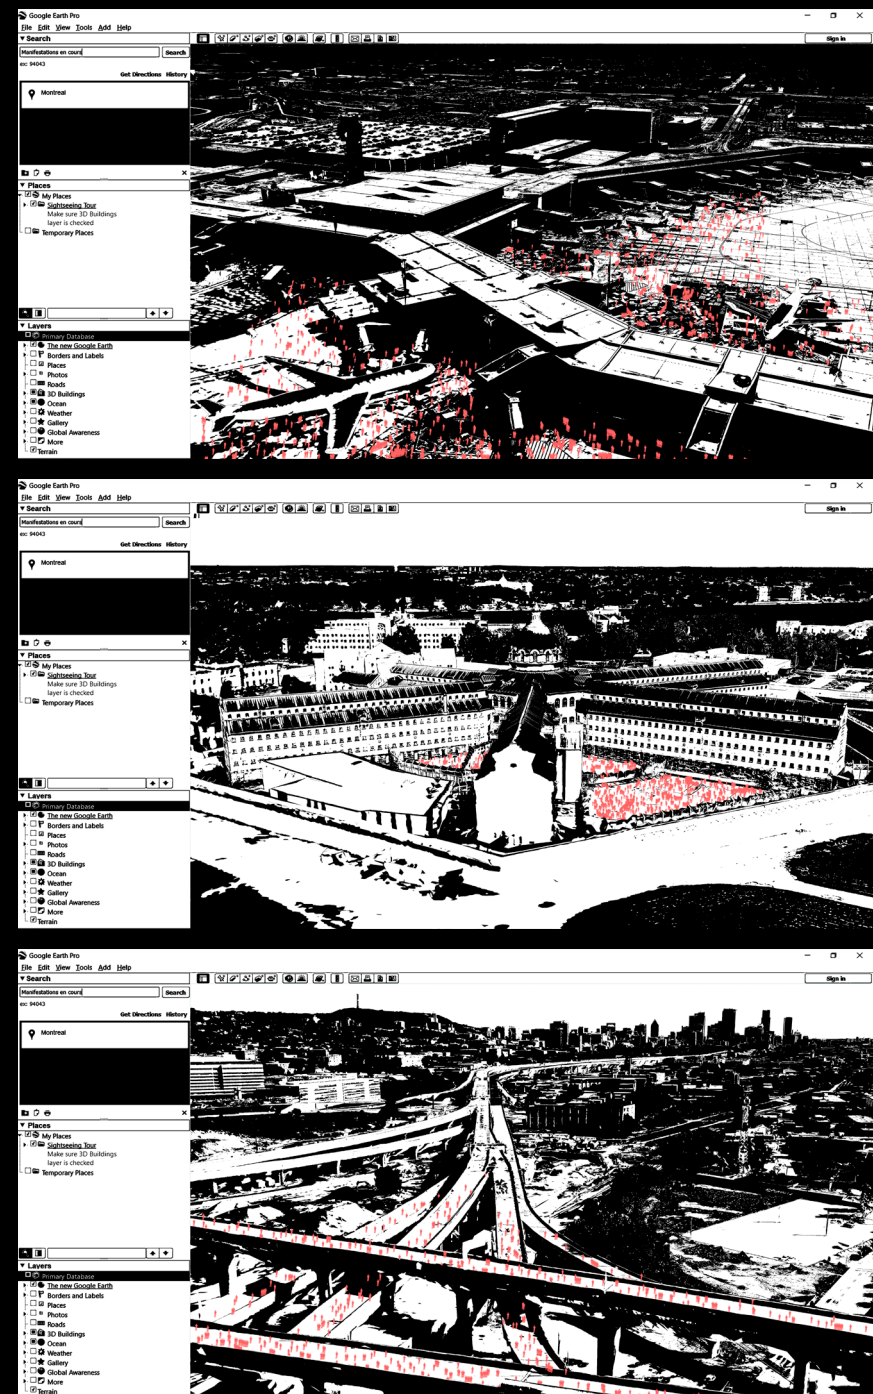 Google Earth Pro
File Edit View Tools Add Help
Search
Sign in
Manifestations en cours
Search
ex: 94043
Get Directions History
Montreal
Places
My Places
Sightseeing Tour
Make sure 3D Buildings
layer is checked
Temporary Places
Layers
Primary Database
The new Google Earth
Borders and Labels
Places
Photos
Roads
3D Buildings
Ocean
Weather
Gallery
Global Awareness
More
Terrain
Google Earth Pro
File Edit View Tools Add Help
Search
Sign in
Manifestations en cours
Search
ex: 94043
Get Directions History
Montreal
Places
My Places
Sightseeing Tour
Make sure 3D Buildings
layer is checked
Temporary Places
Layers
Primary Database
The new Google Earth
Borders and Labels
Places
Photos
Roads
3D Buildings
Ocean
Weather
Gallery
Global Awareness
More
Terrain
Google Earth Pro
File Edit View Tools Add Help
Search
Sign in
Manifestations en cours
Search
ex: 94043
Get Directions History
Montreal
Places
My Places
Sightseeing Tour
Make sure 3D Buildings
layer is checked
Temporary Places
Layers
Primary Database
The new Google Earth
Borders and Labels
Places
Photos
Roads
3D Buildings
Ocean
Weather
Gallery
Global Awareness
More
Terrain